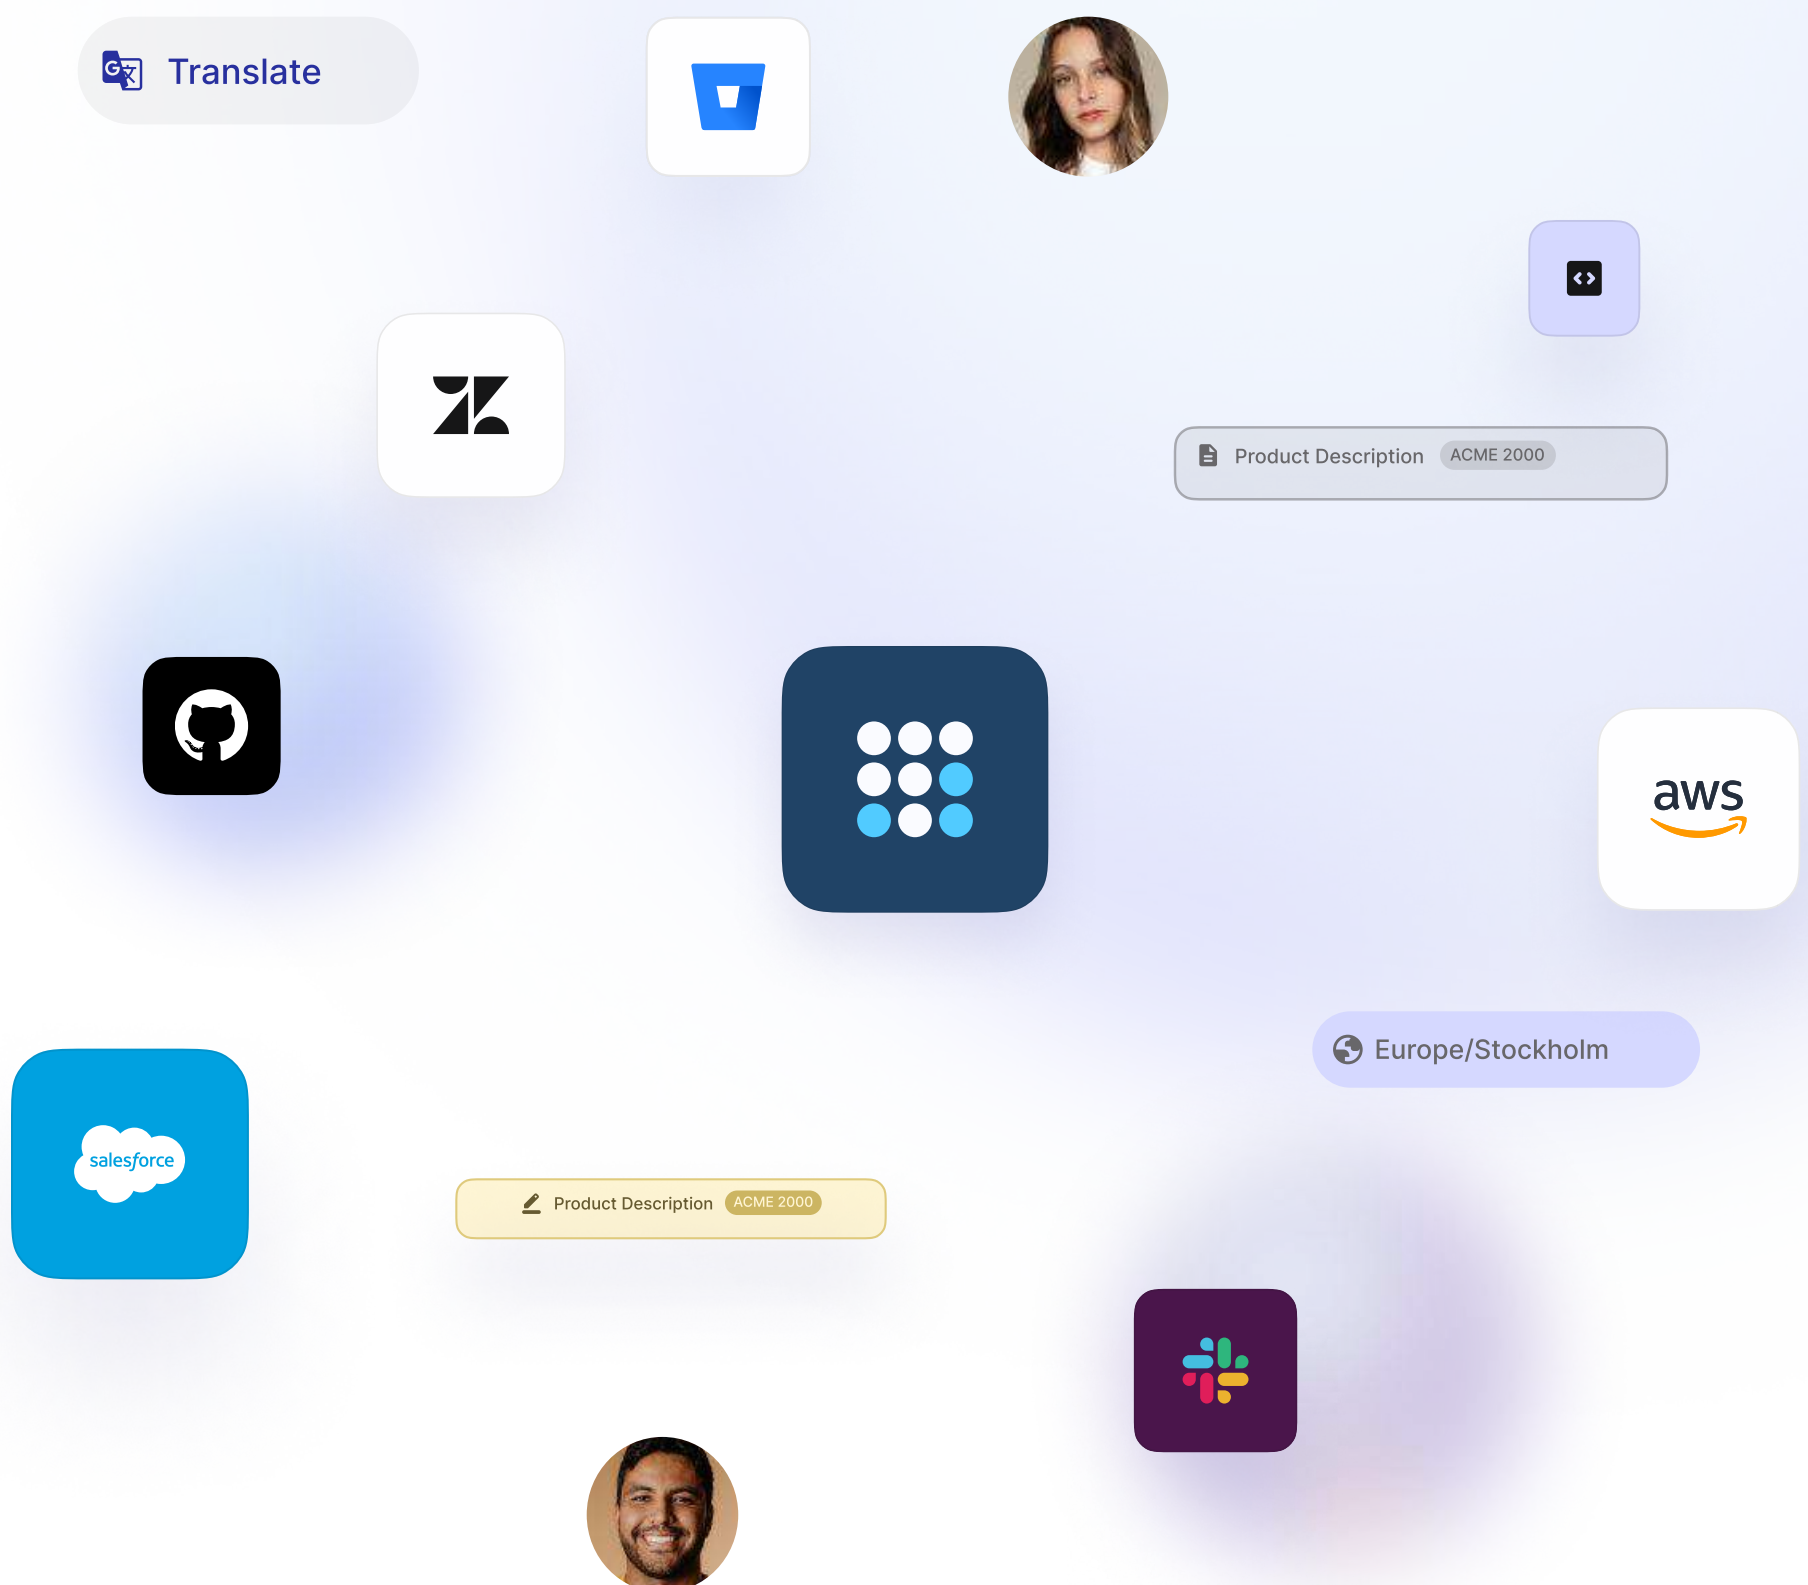 Translate
Product Description ACME 2000
aws
Europe/Stockholm
salesforce
Product Description ACME 2000